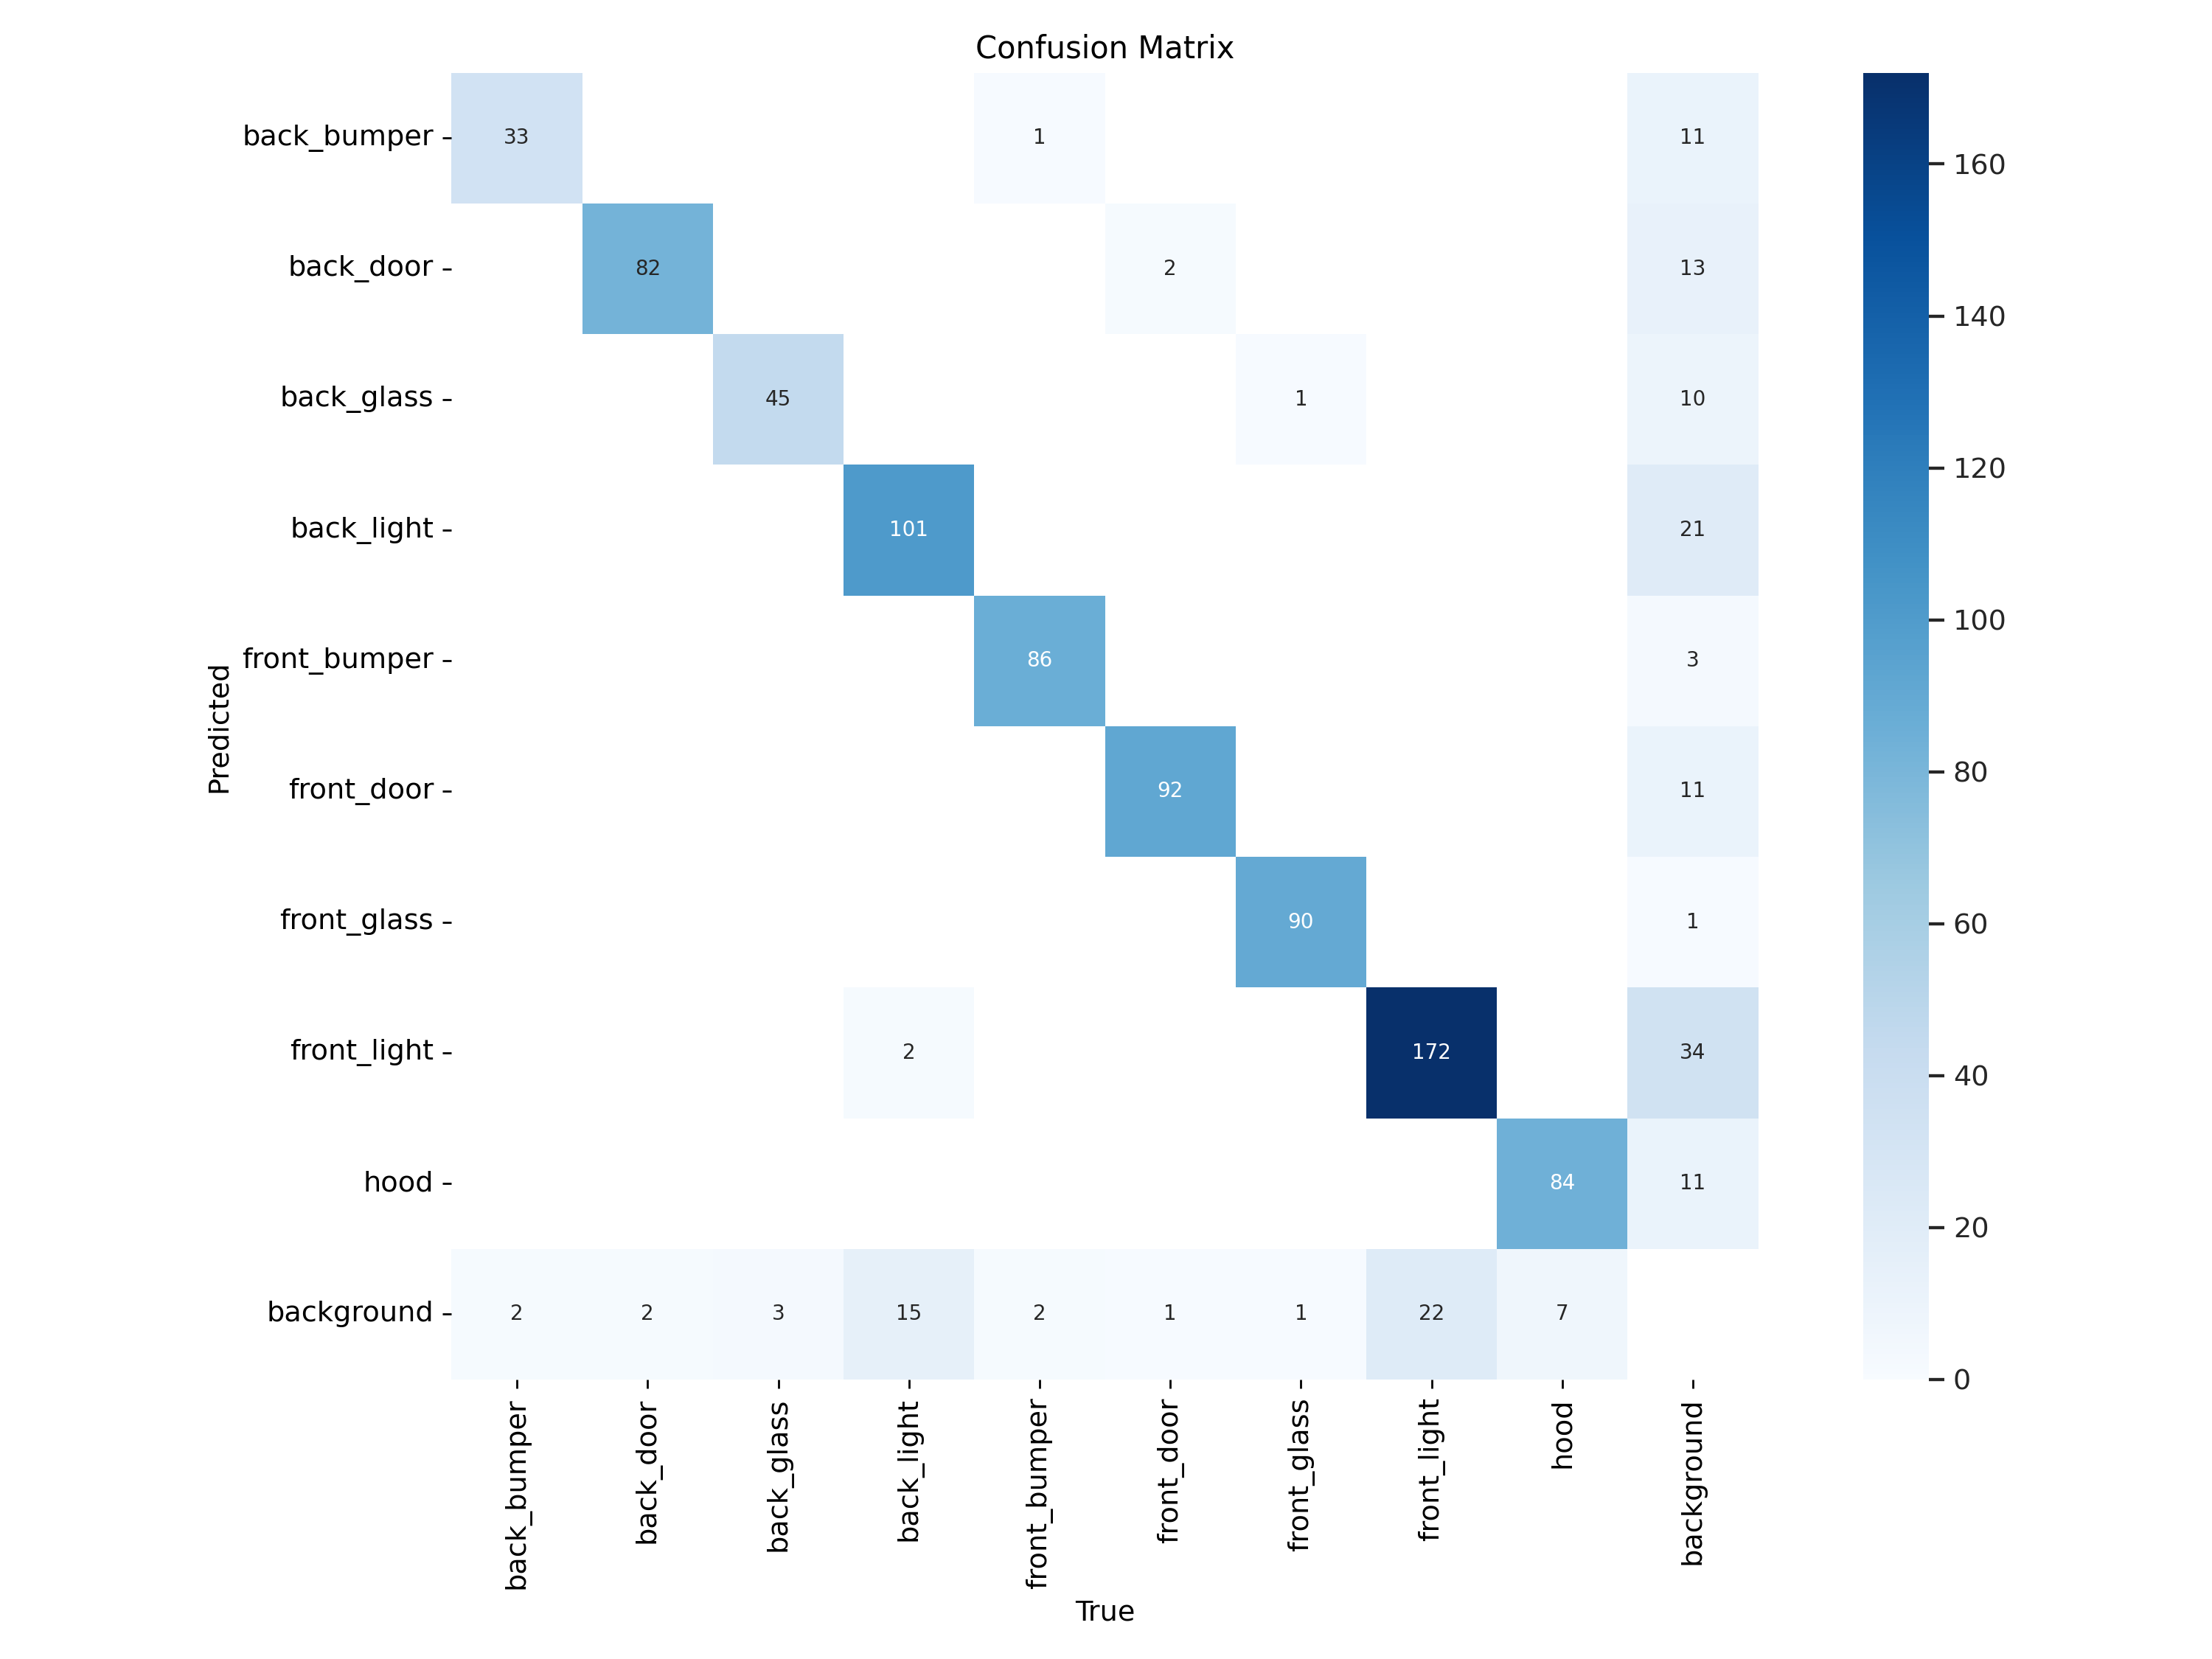 Confusion Matrix
back_bumper 33 1 11
back_door 82 2 13
back_glass 45 1 10
back_light 101 21
front_bumper 86 3
front_door 92 11
front_glass 90 1
front_light 2 172 34
hood 84 11
background 2 2 3 15 2 1 1 22 7
Predicted
back_bumper back_door back_glass back_light front_bumper front_door front_glass front_light hood background
True
160
140
120
100
80
60
40
20
0